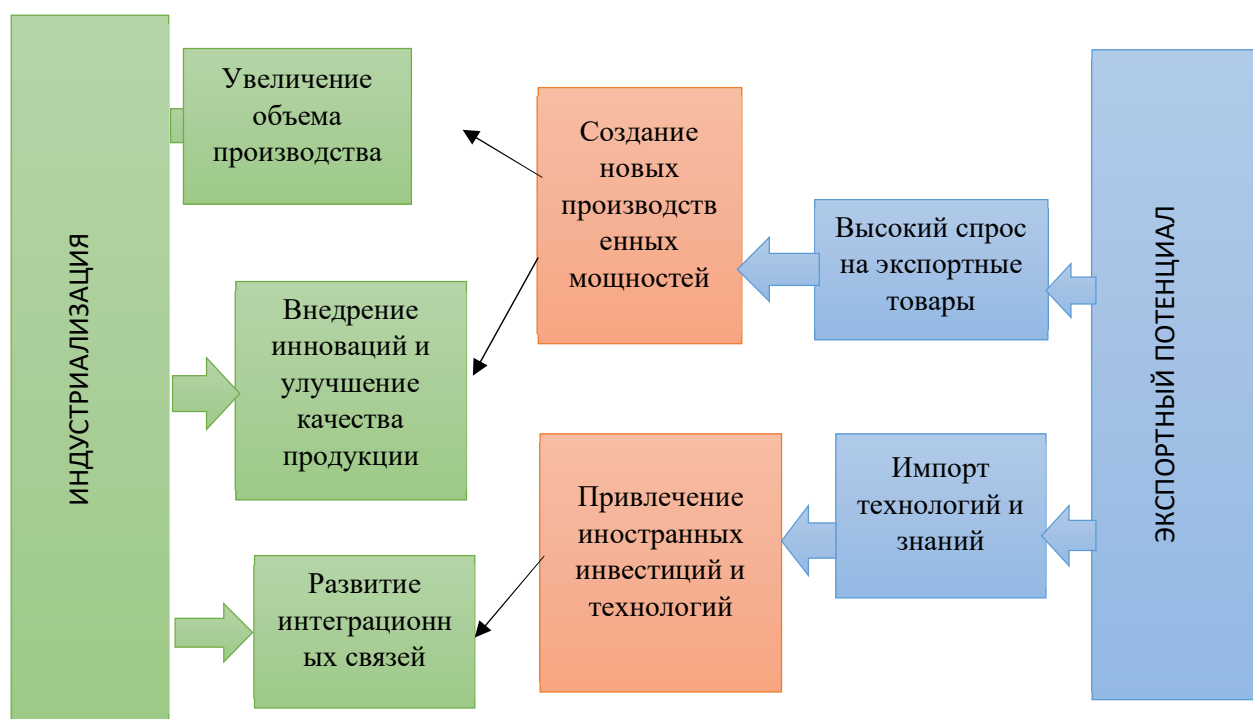 ИНДУСТРИАЛИЗАЦИЯ
Увеличение
объема
производства
Внедрение
инноваций и
улучшение
качества
продукции
Развитие
интеграционн
ых связей
Создание
новых
производств
енных
мощностей
Привлечение
иностранных
инвестиций и
технологий
Высокий спрос
на экспортные
товары
Импорт
технологий и
знаний
ЭКСПОРТНЫЙ ПОТЕНЦИАЛ